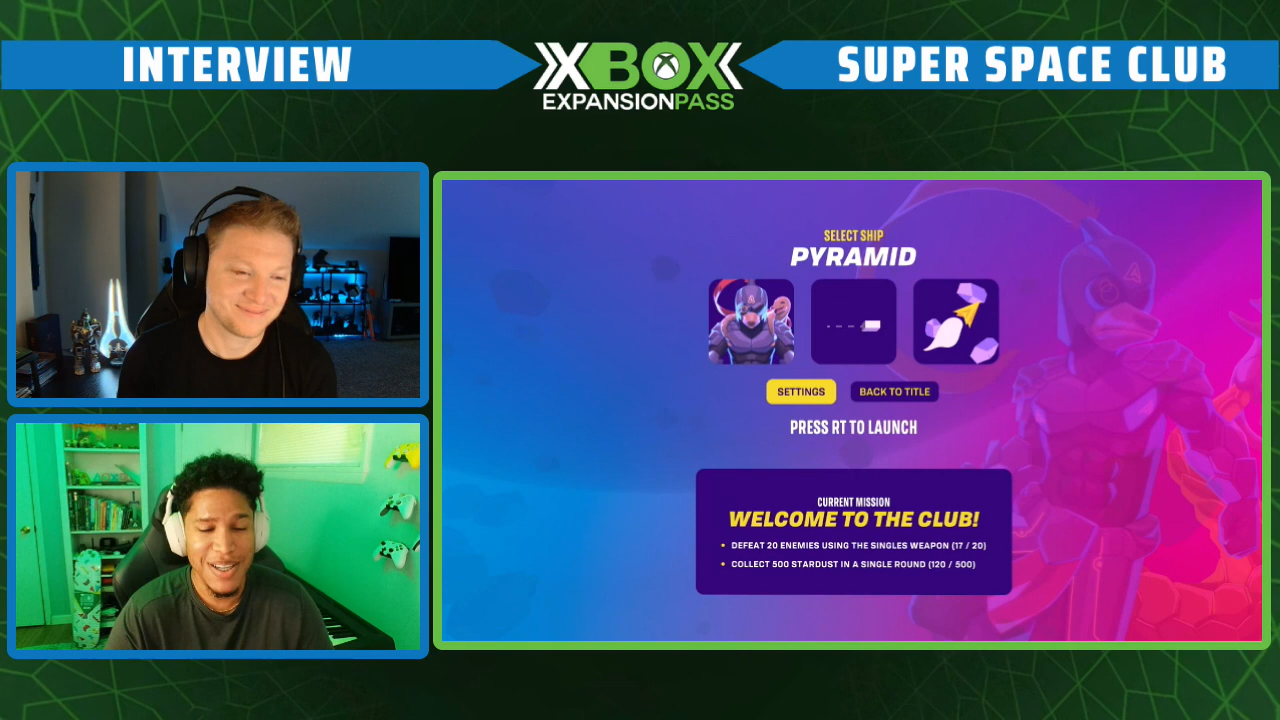 INTERVIEW
XBOX
EXPANSIONPASS
SUPER SPACE CLUB
SELECT SHIP
PYRAMID
A
A
SETTINGS
BACK TO TITLE
PRESS RT TO LAUNCH
CURRENT MISSION
WELCOME TO THE CLUB!
• DEFEAT 20 ENEMIES USING THE SINGLES WEAPON (17 / 20)
• COLLECT 500 STARDUST IN A SINGLE ROUND (120 / 500)